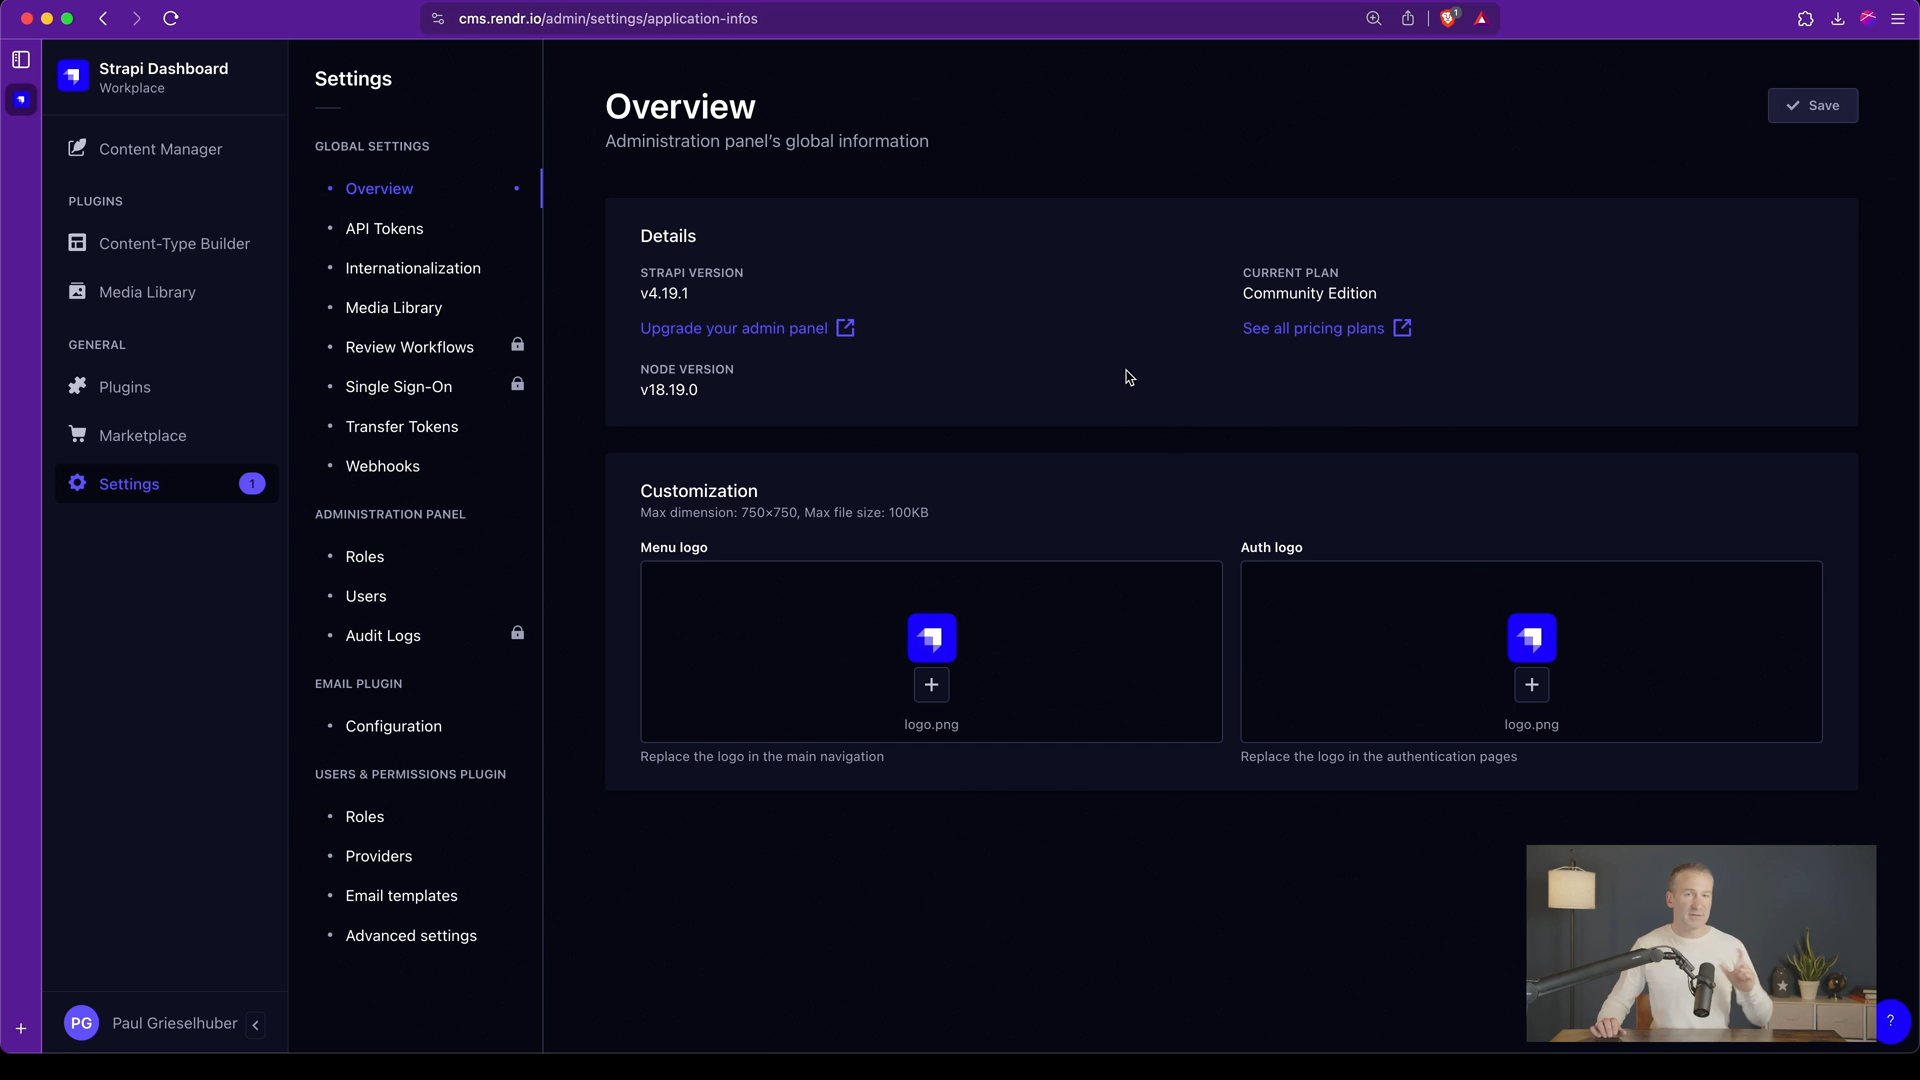 cms.rendr.io/admin/settings/application-infos
1
Strapi Dashboard
Workplace
Content Manager
PLUGINS
Content-Type Builder
Media Library
GENERAL
Plugins
Marketplace
Settings
1
PG
Paul Grieselhuber
Settings
GLOBAL SETTINGS
Overview
API Tokens
Internationalization
Media Library
Review Workflows
Single Sign-On
Transfer Tokens
Webhooks
ADMINISTRATION PANEL
Roles
Users
Audit Logs
EMAIL PLUGIN
Configuration
USERS & PERMISSIONS PLUGIN
Roles
Providers
Email templates
Advanced settings
Overview
Administration panel's global information
Save
Details
STRAPI VERSION
v4.19.1
Upgrade your admin panel
CURRENT PLAN
Community Edition
See all pricing plans
NODE VERSION
v18.19.0
Customization
Max dimension: 750×750, Max file size: 100KB
Menu logo
logo.png
Replace the logo in the main navigation
Auth logo
logo.png
Replace the logo in the authentication pages
?